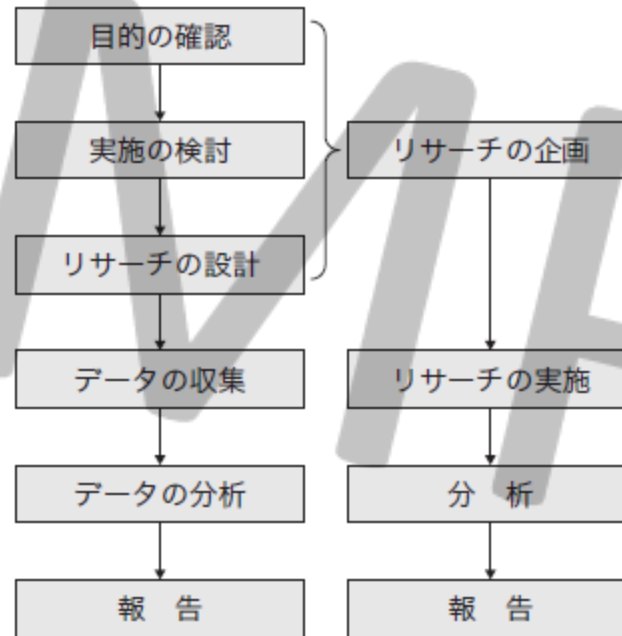 目的の確認
実施の検討
リサーチの企画
リサーチの設計
データの収集
リサーチの実施
データの分析
分　析
報　告
報　告